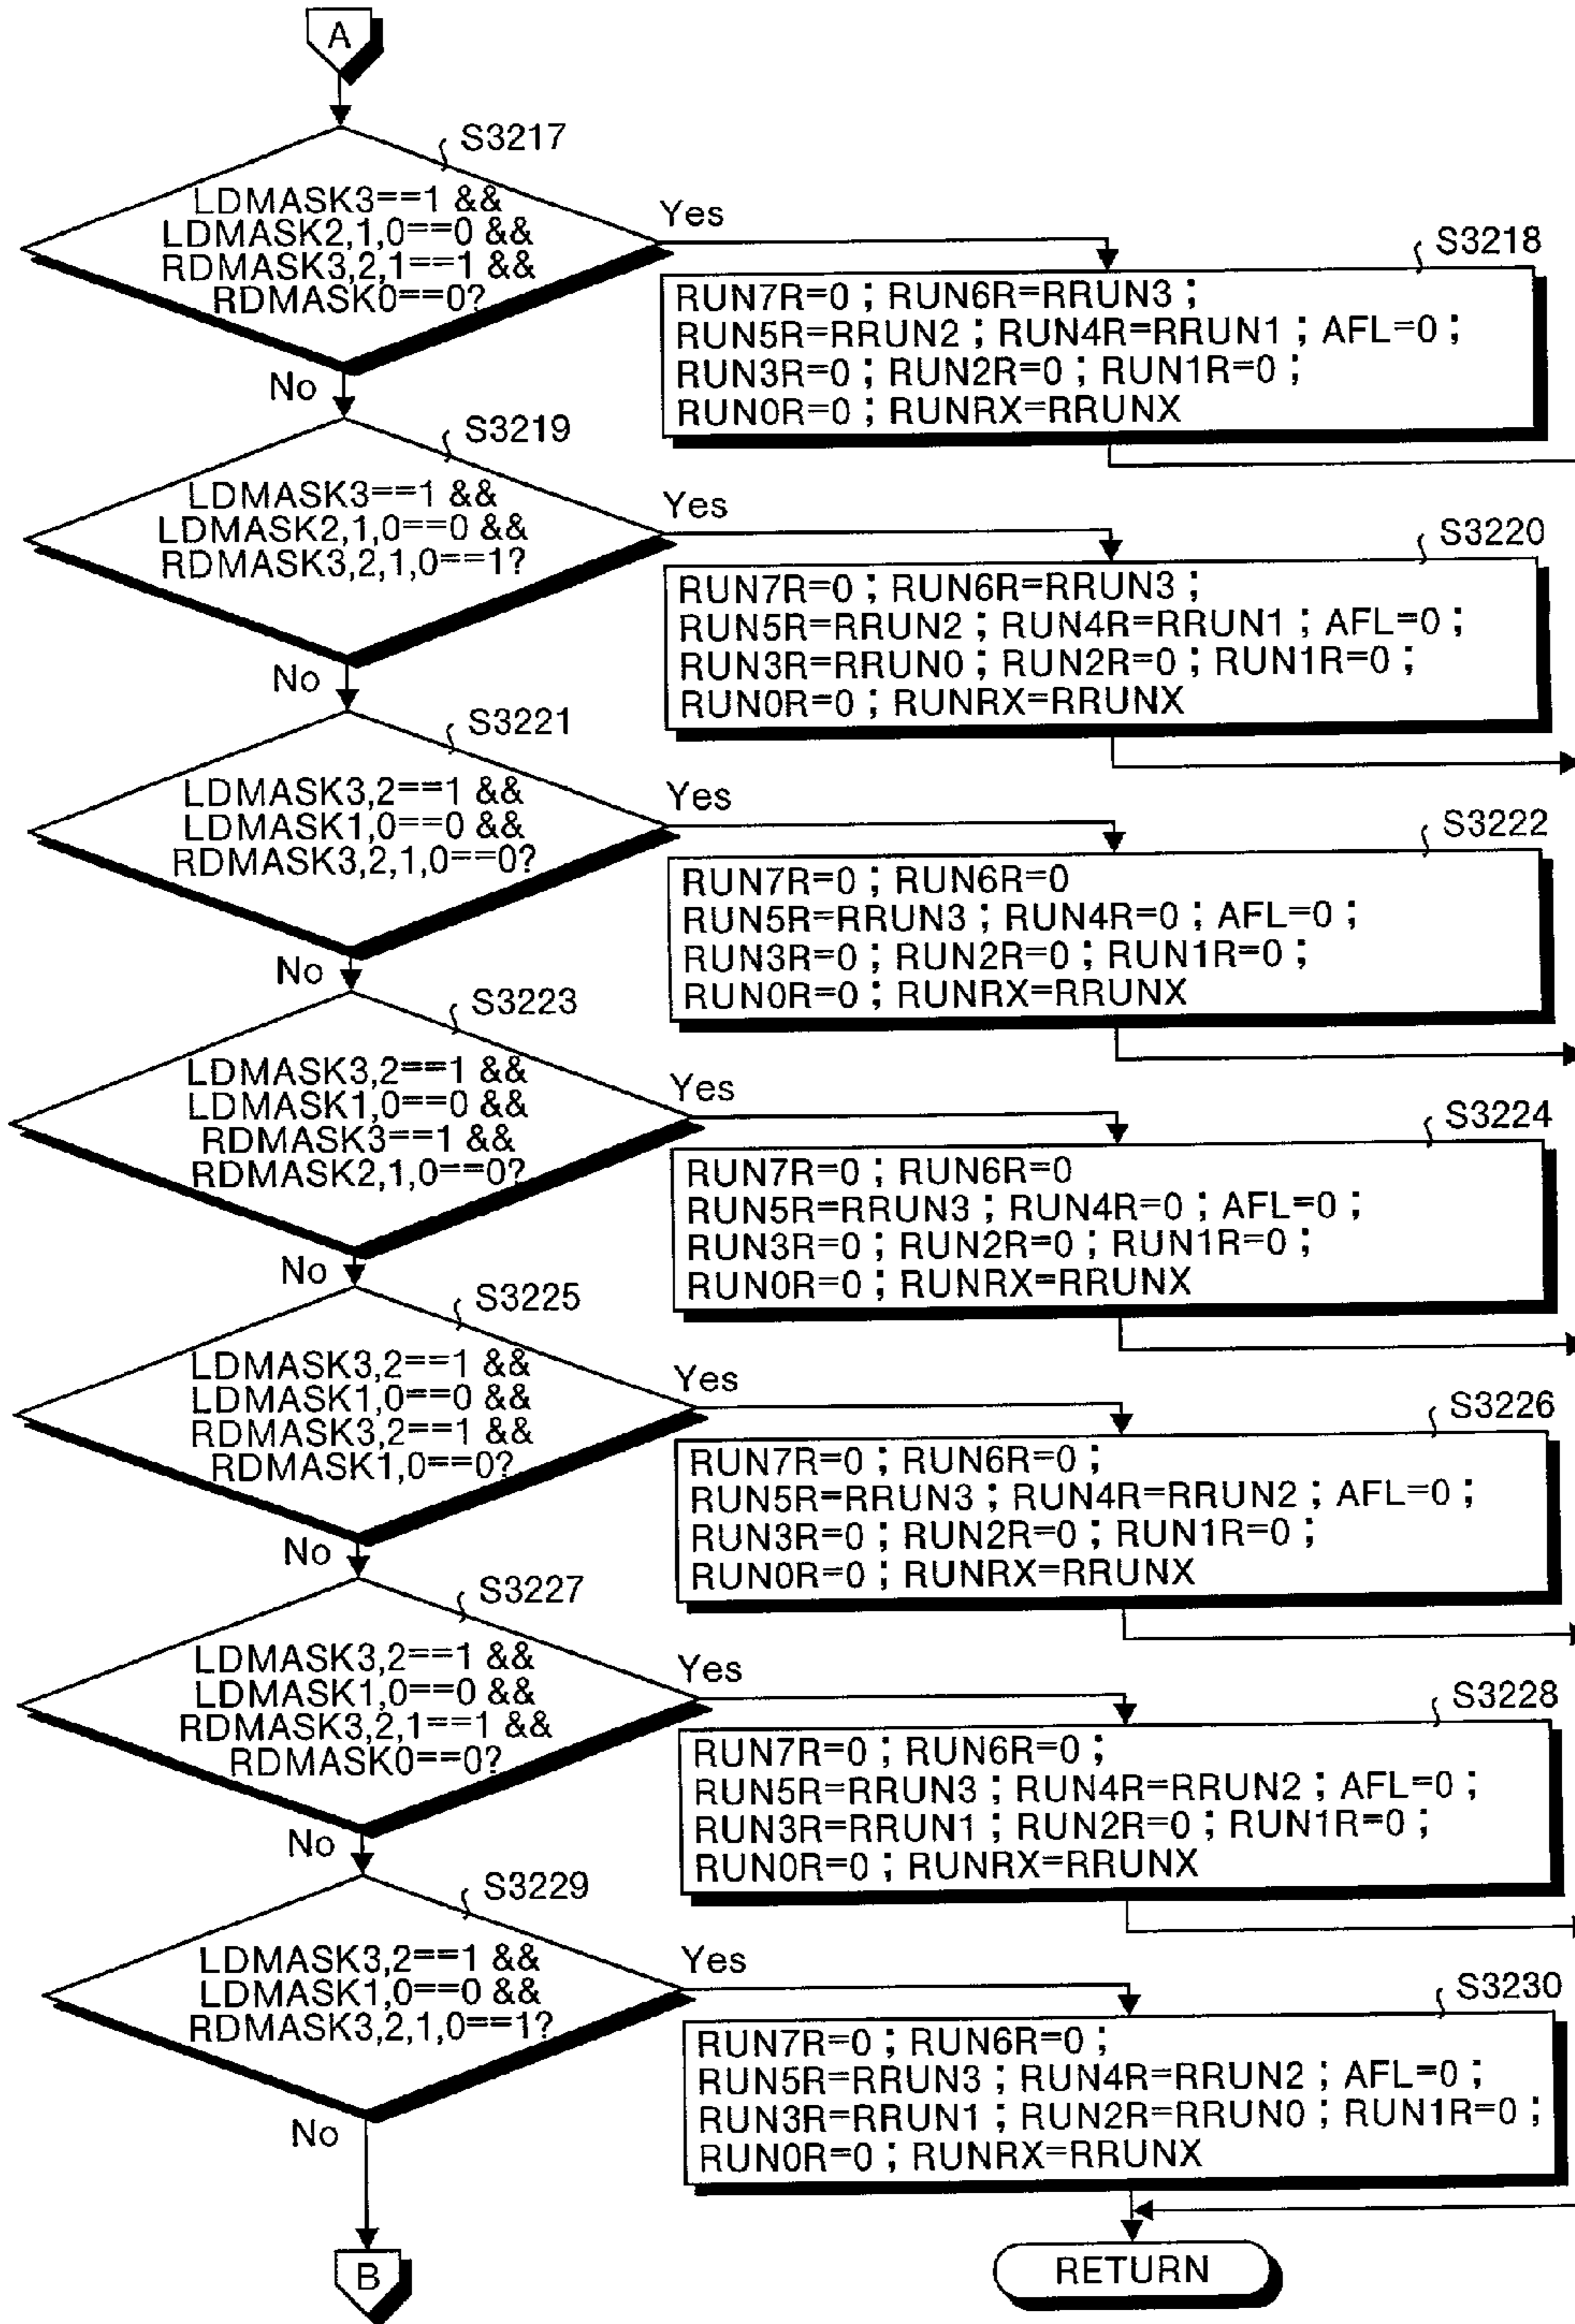 A
S3217
LDMASK3==1 &&
LDMASK2,1,0==0 &&
RDMASK3,2,1==1 &&
RDMASK0==0?
Yes
No
S3218
RUN7R=0 ; RUN6R=RRUN3 ;
RUN5R=RRUN2 ; RUN4R=RRUN1 ; AFL=0 ;
RUN3R=0 ; RUN2R=0 ; RUN1R=0 ;
RUN0R=0 ; RUNRX=RRUNX
S3219
LDMASK3==1 &&
LDMASK2,1,0==0 &&
RDMASK3,2,1,0==1?
Yes
No
S3220
RUN7R=0 ; RUN6R=RRUN3 ;
RUN5R=RRUN2 ; RUN4R=RRUN1 ; AFL=0 ;
RUN3R=RRUN0 ; RUN2R=0 ; RUN1R=0 ;
RUN0R=0 ; RUNRX=RRUNX
S3221
LDMASK3,2==1 &&
LDMASK1,0==0 &&
RDMASK3,2,1,0==0?
Yes
No
S3222
RUN7R=0 ; RUN6R=0
RUN5R=RRUN3 ; RUN4R=0 ; AFL=0 ;
RUN3R=0 ; RUN2R=0 ; RUN1R=0 ;
RUN0R=0 ; RUNRX=RRUNX
S3223
LDMASK3,2==1 &&
LDMASK1,0==0 &&
RDMASK3==1 &&
RDMASK2,1,0==0?
Yes
No
S3224
RUN7R=0 ; RUN6R=0
RUN5R=RRUN3 ; RUN4R=0 ; AFL=0 ;
RUN3R=0 ; RUN2R=0 ; RUN1R=0 ;
RUN0R=0 ; RUNRX=RRUNX
S3225
LDMASK3,2==1 &&
LDMASK1,0==0 &&
RDMASK3,2==1 &&
RDMASK1,0==0?
Yes
No
S3226
RUN7R=0 ; RUN6R=0 ;
RUN5R=RRUN3 ; RUN4R=RRUN2 ; AFL=0 ;
RUN3R=0 ; RUN2R=0 ; RUN1R=0 ;
RUN0R=0 ; RUNRX=RRUNX
S3227
LDMASK3,2==1 &&
LDMASK1,0==0 &&
RDMASK3,2,1==1 &&
RDMASK0==0?
Yes
No
S3228
RUN7R=0 ; RUN6R=0 ;
RUN5R=RRUN3 ; RUN4R=RRUN2 ; AFL=0 ;
RUN3R=RRUN1 ; RUN2R=0 ; RUN1R=0 ;
RUN0R=0 ; RUNRX=RRUNX
S3229
LDMASK3,2==1 &&
LDMASK1,0==0 &&
RDMASK3,2,1,0==1?
Yes
No
S3230
RUN7R=0 ; RUN6R=0 ;
RUN5R=RRUN3 ; RUN4R=RRUN2 ; AFL=0 ;
RUN3R=RRUN1 ; RUN2R=RRUN0 ; RUN1R=0 ;
RUN0R=0 ; RUNRX=RRUNX
B
RETURN